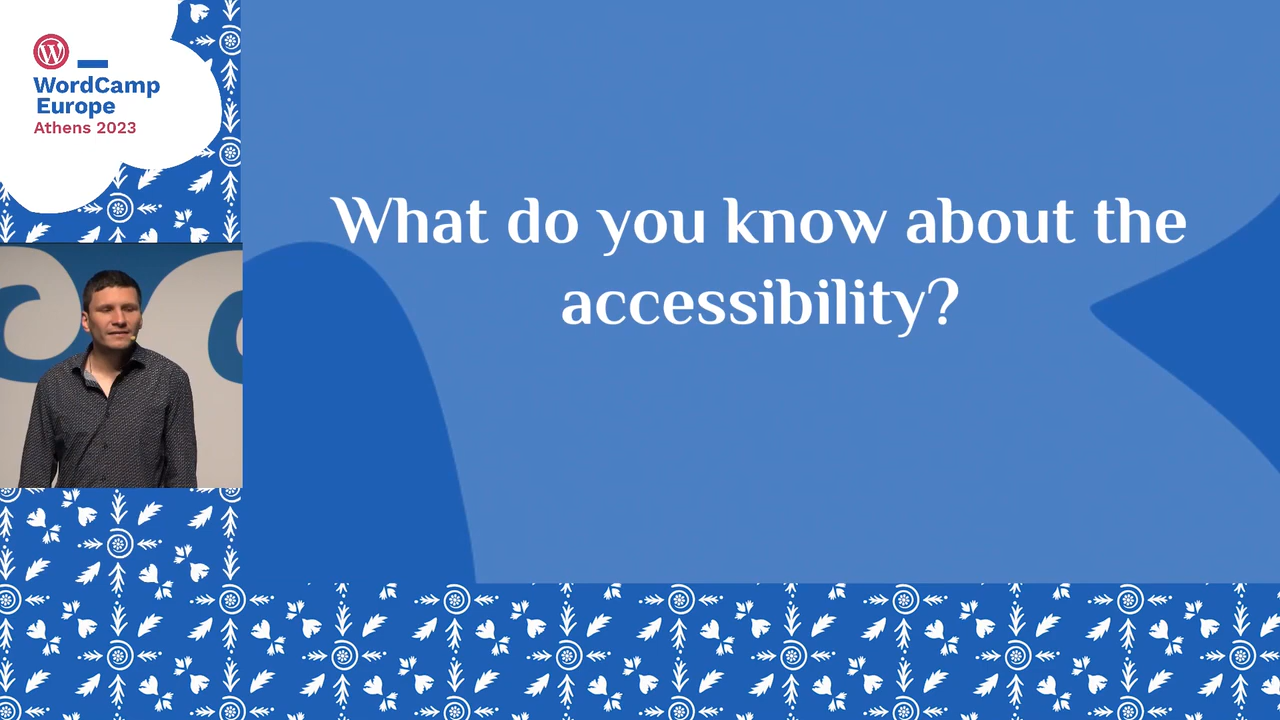 WordCamp
Europe
Athens 2023
What do you know about the
accessibility?